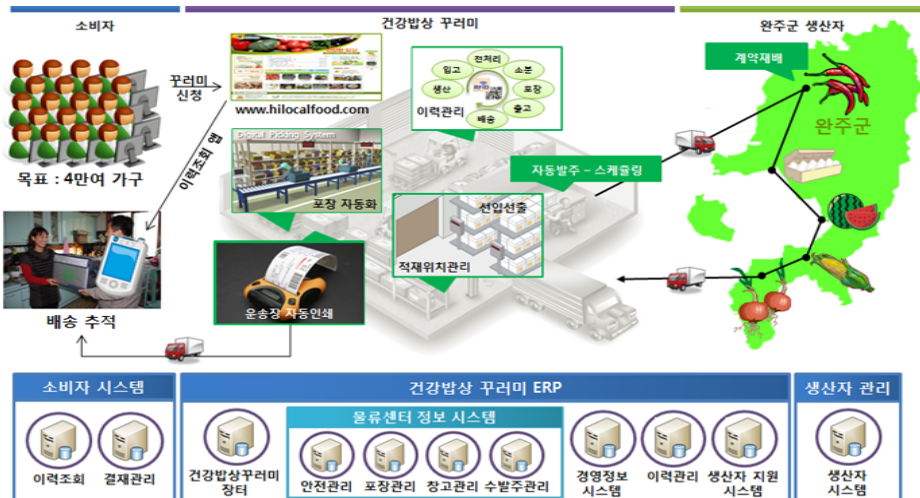 소비자
건강밥상 꾸러미
완주군 생산자
꾸러미
신청
www.hilocalfood.com
목표 : 4만여 가구
이력조회 앱
Digital Picking System
포장 자동화
전처리
입고
소분
생산
포장
이력관리
출고
배송
RFID
계약재배
완주군
자동발주 – 스케쥴링
선입선출
적재위치관리
운송장 자동인쇄
배송 추적
소비자 시스템
이력조회
결재관리
건강밥상 꾸러미 ERP
건강밥상꾸러미
장터
물류센터 정보 시스템
안전관리
포장관리
창고관리
수발주관리
경영정보
시스템
이력관리
생산자 지원
시스템
생산자 관리
생산자
시스템